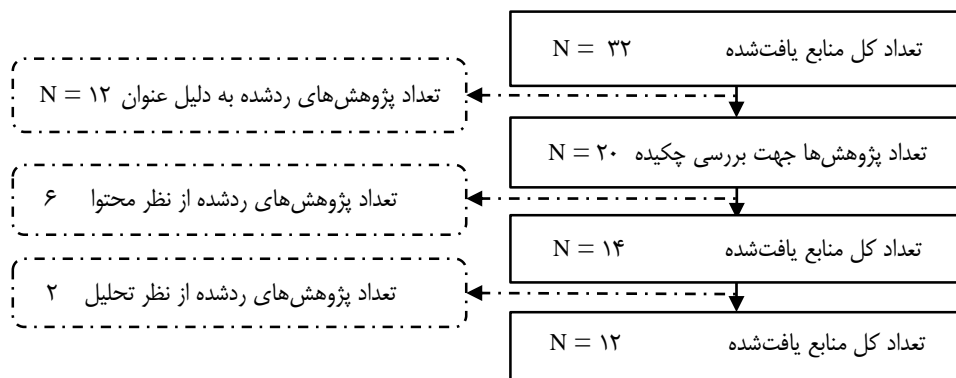 تعداد کل منابع یافت‌شده N = ۳۲
تعداد پژوهش‌های ردشده به دلیل عنوان N = ۱۲
تعداد پژوهش‌ها جهت بررسی چکیده N = ۲۰
تعداد پژوهش‌های ردشده از نظر محتوا ۶
تعداد کل منابع یافت‌شده N = ۱۴
تعداد پژوهش‌های ردشده از نظر تحلیل ۲
تعداد کل منابع یافت‌شده N = ۱۲